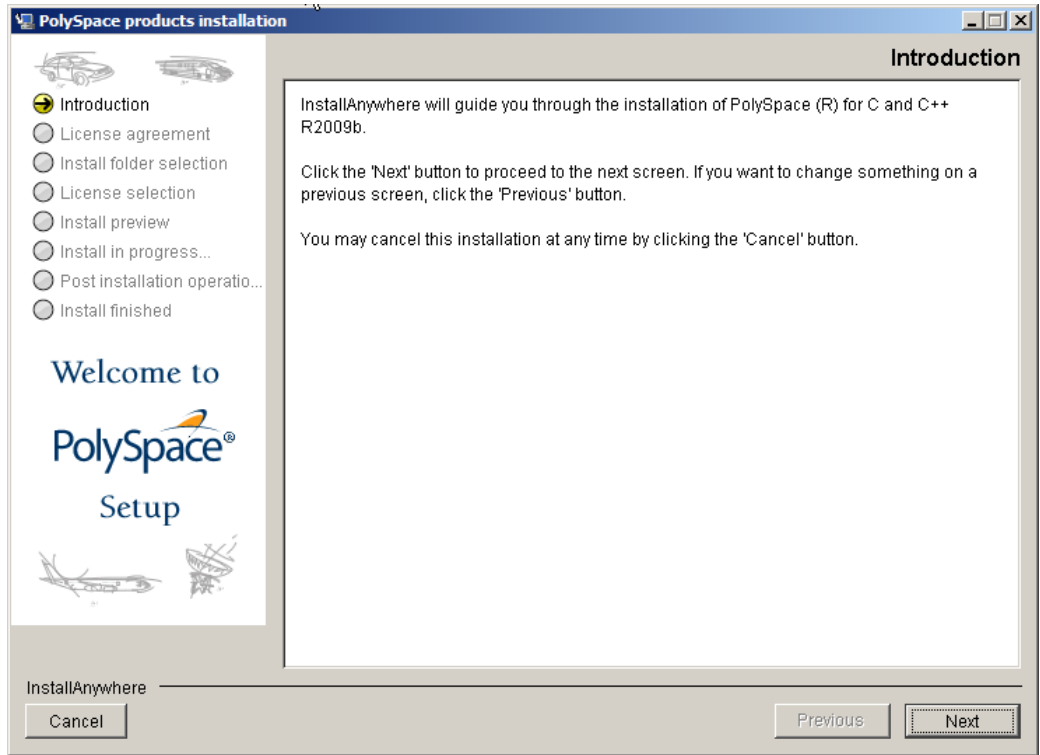 PolySpace products installation
Introduction
Introduction
License agreement
Install folder selection
License selection
Install preview
Install in progress...
Post installation operatio...
Install finished
Welcome to
PolySpace®
Setup
InstallAnywhere will guide you through the installation of PolySpace (R) for C and C++
R2009b.
Click the 'Next' button to proceed to the next screen. If you want to change something on a
previous screen, click the 'Previous' button.
You may cancel this installation at any time by clicking the 'Cancel' button.
InstallAnywhere
Cancel
Previous
Next